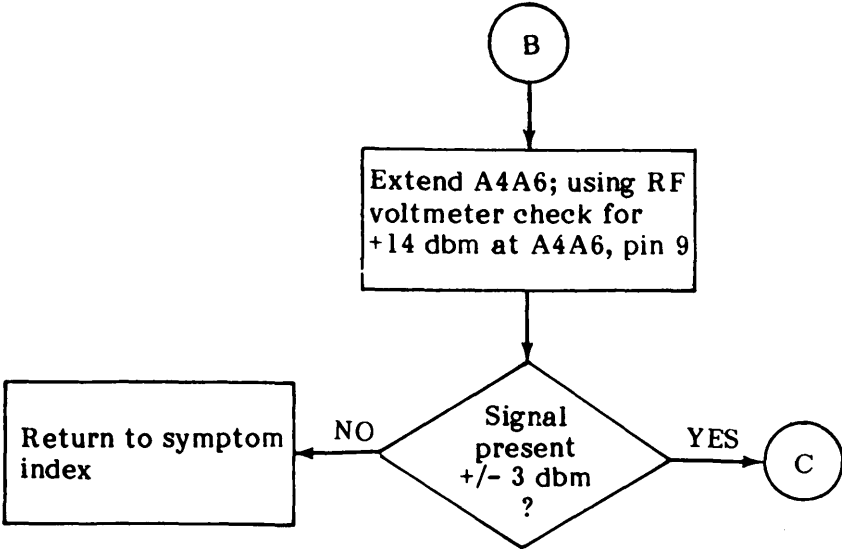 B
Extend A4A6; using RF
voltmeter check for
+14 dbm at A4A6, pin 9
Signal
present
+/- 3 dbm
?
NO
YES
Return to symptom
index
C